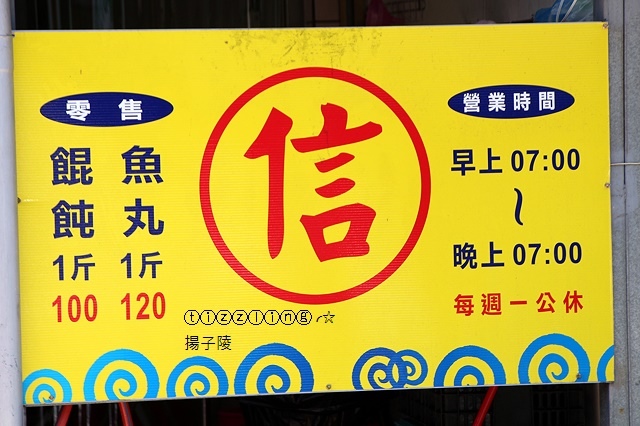 零售
魚丸 1斤 120
餛飩 1斤 100
信
營業時間
早上 07:00
~
晚上 07:00
每週一公休
ⓣⓘⓩⓩⓛⓘⓝⓖ╭☆
揚子陵